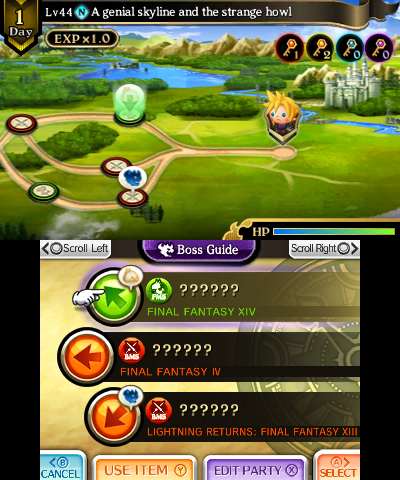 1
Day
Lv44 N A genial skyline and the strange howl
EXP×1.0
1 2 0 0
HP
Scroll Left
Boss Guide
Scroll Right
FMS ??????
FINAL FANTASY XIV
BMS ??????
FINAL FANTASY IV
BMS ??????
LIGHTNING RETURNS: FINAL FANTASY XIII
B CANCEL
USE ITEM Y
EDIT PARTY X
A SELECT